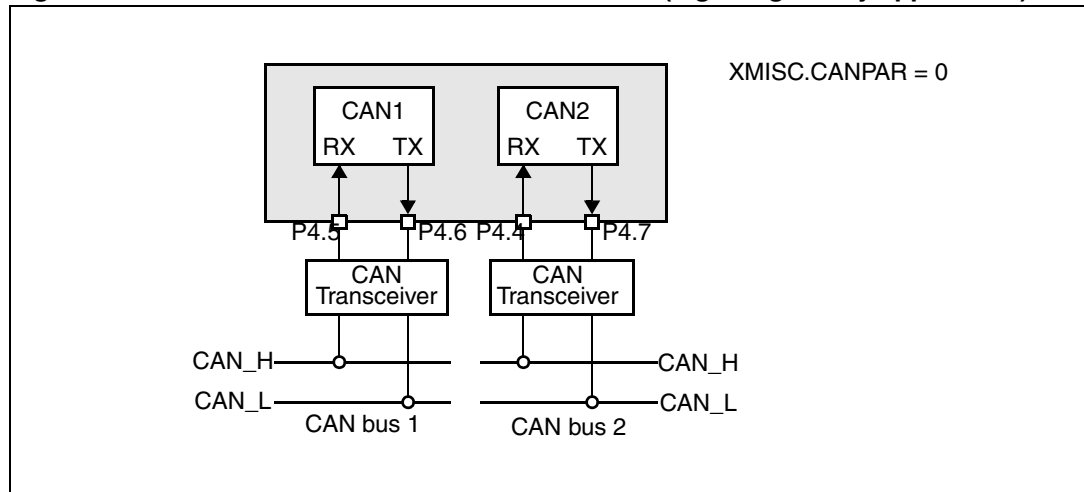 XMISC.CANPAR = 0
CAN1
CAN2
RX TX
RX TX
P4.5
P4.6
P4.4
P4.7
CAN
Transceiver
CAN
Transceiver
CAN_H
CAN_H
CAN_L
CAN_L
CAN bus 1
CAN bus 2